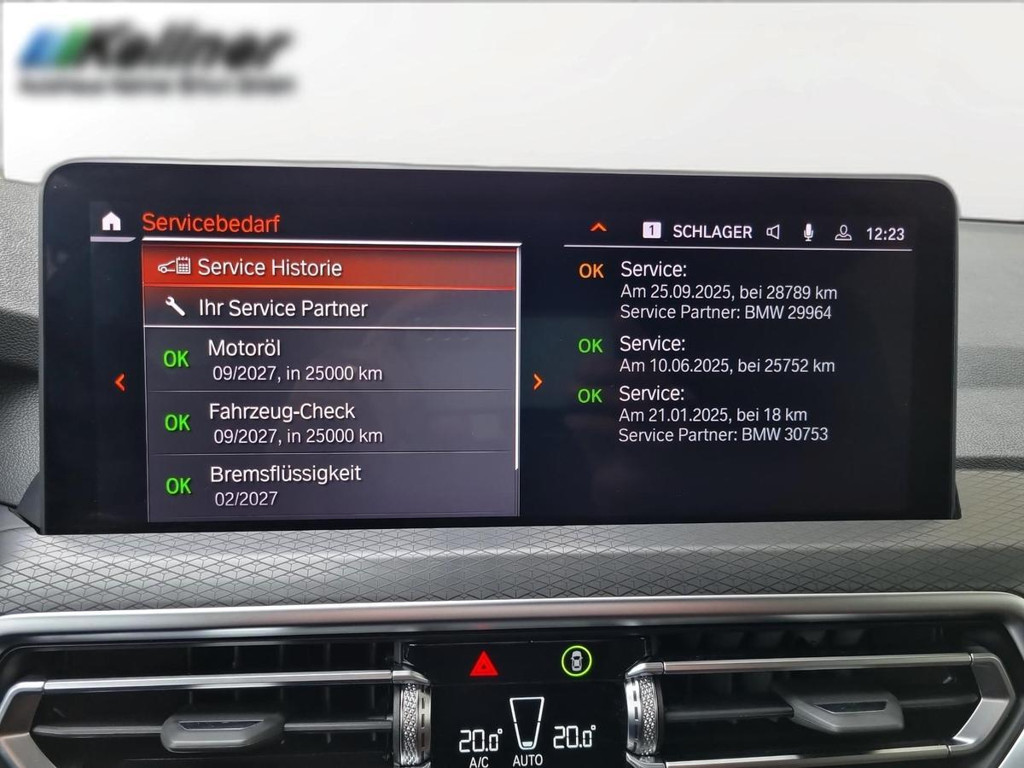 Kellner
Servicebedarf
1 SCHLAGER 12:23
Service Historie
Ihr Service Partner
OK Motoröl
09/2027, in 25000 km
OK Fahrzeug-Check
09/2027, in 25000 km
OK Bremsflüssigkeit
02/2027
OK Service:
Am 25.09.2025, bei 28789 km
Service Partner: BMW 29964
OK Service:
Am 10.06.2025, bei 25752 km
OK Service:
Am 21.01.2025, bei 18 km
Service Partner: BMW 30753
20.0° 20.0°
A/C AUTO